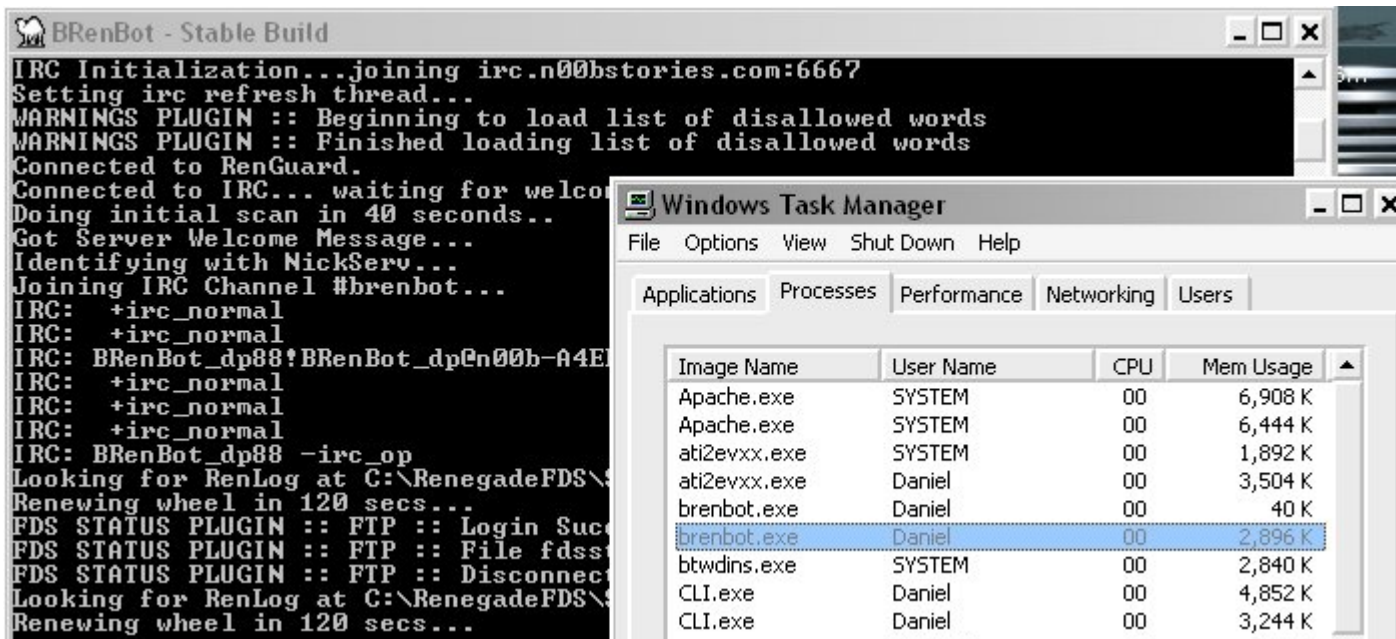 BRenBot - Stable Build
IRC Initialization...joining irc.n00bstories.com:6667
Setting irc refresh thread...
WARNINGS PLUGIN :: Beginning to load list of disallowed words
WARNINGS PLUGIN :: Finished loading list of disallowed words
Connected to RenGuard.
Connected to IRC... waiting for welcom
Doing initial scan in 40 seconds..
Got Server Welcome Message...
Identifying with NickServ...
Joining IRC Channel #brenbot...
IRC: +irc_normal
IRC: +irc_normal
IRC: BRenBot_dp88!BRenBot_dp@n00b-A4E
IRC: +irc_normal
IRC: +irc_normal
IRC: +irc_normal
IRC: BRenBot_dp88 -irc_op
Looking for RenLog at C:\RenegadeFDS\
Renewing wheel in 120 secs...
FDS STATUS PLUGIN :: FTP :: Login Succ
FDS STATUS PLUGIN :: FTP :: File fdsst
FDS STATUS PLUGIN :: FTP :: Disconnect
Looking for RenLog at C:\RenegadeFDS\
Renewing wheel in 120 secs...
Windows Task Manager
File Options View Shut Down Help
Applications Processes Performance Networking Users
Image Name User Name CPU Mem Usage
Apache.exe SYSTEM 00 6,908 K
Apache.exe SYSTEM 00 6,444 K
ati2evxx.exe SYSTEM 00 1,892 K
ati2evxx.exe Daniel 00 3,504 K
brenbot.exe Daniel 00 40 K
brenbot.exe Daniel 00 2,896 K
btwdins.exe SYSTEM 00 2,840 K
CLI.exe Daniel 00 4,852 K
CLI.exe Daniel 00 3,244 K